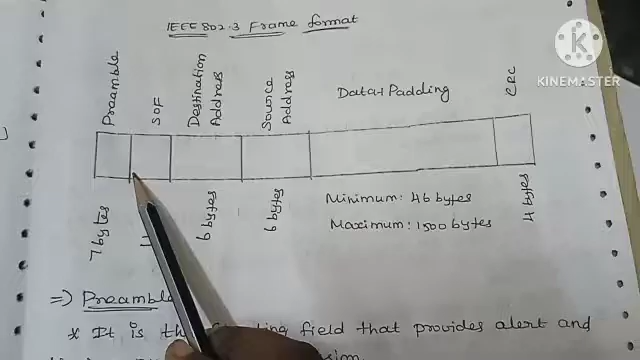 IEEE 802.3 Frame format
Preamble
SOF
Destination Address
Source Address
Data+Padding
CRC
7 bytes
6 bytes
6 bytes
Minimum: 46 bytes
Maximum: 1500 bytes
4 bytes
=) Preamble
* It is the field that provides alert and
K
KINEMASTER